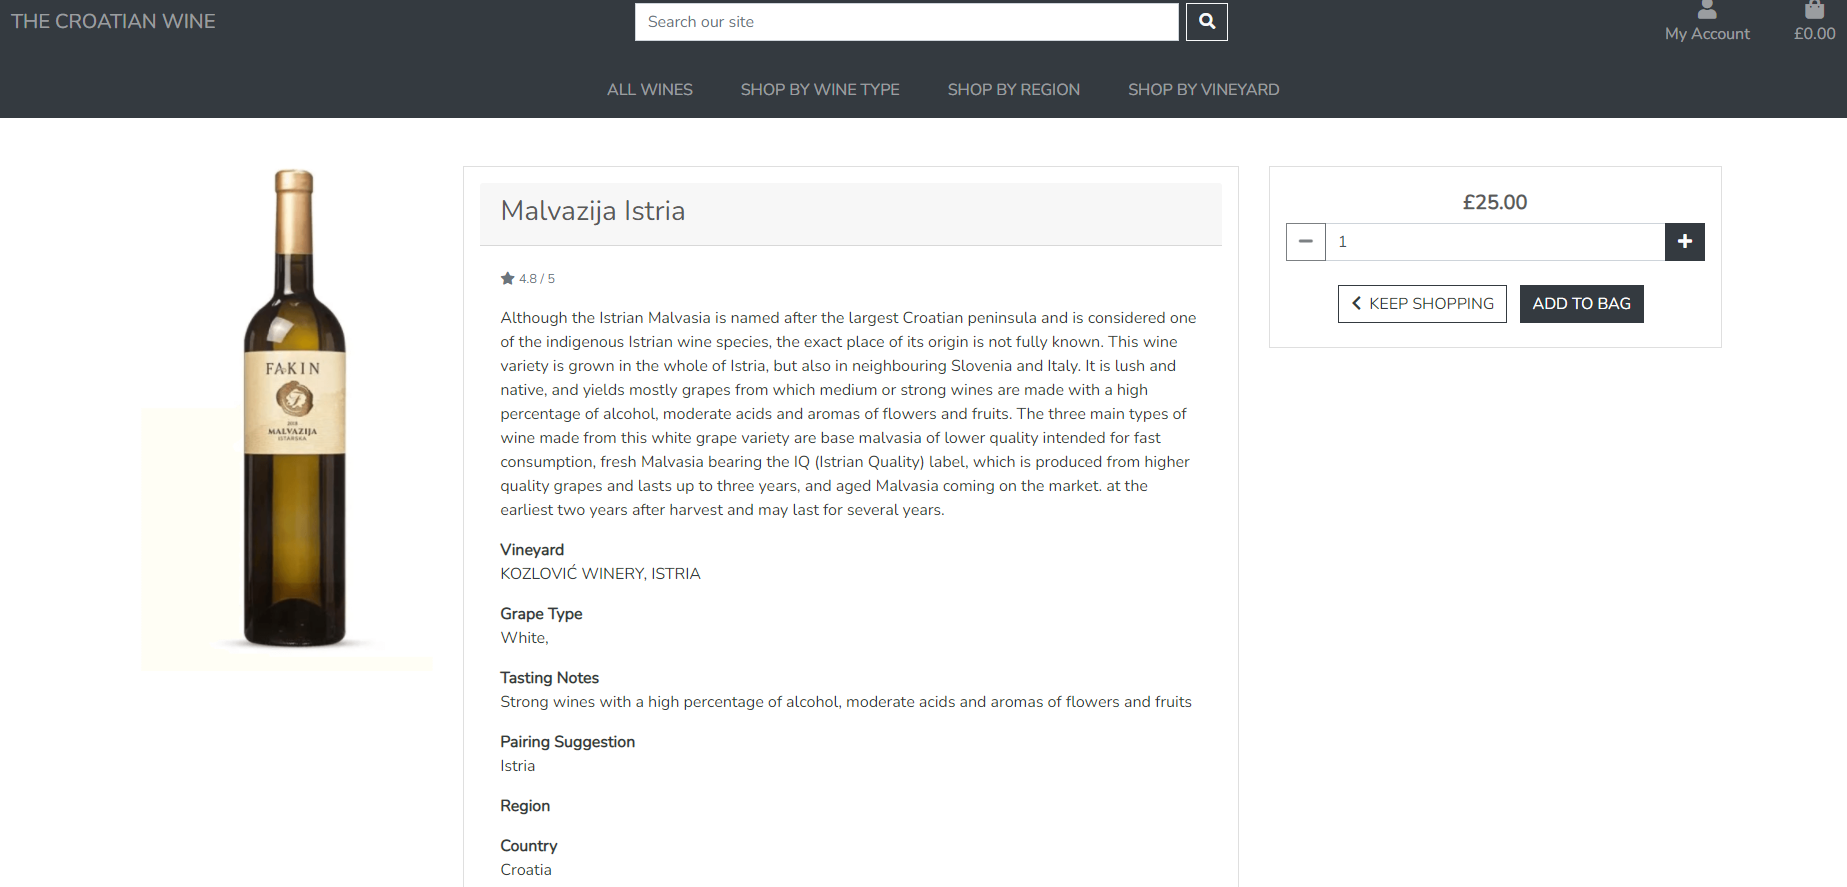 THE CROATIAN WINE
Search our site
My Account
£0.00
ALL WINES
SHOP BY WINE TYPE
SHOP BY REGION
SHOP BY VINEYARD
FAKIN
2018
MALVAZIJA
ISTARSKA
Malvazija Istria
4.8 / 5
Although the Istrian Malvasia is named after the largest Croatian peninsula and is considered one
of the indigenous Istrian wine species, the exact place of its origin is not fully known. This wine
variety is grown in the whole of Istria, but also in neighbouring Slovenia and Italy. It is lush and
native, and yields mostly grapes from which medium or strong wines are made with a high
percentage of alcohol, moderate acids and aromas of flowers and fruits. The three main types of
wine made from this white grape variety are base malvasia of lower quality intended for fast
consumption, fresh Malvasia bearing the IQ (Istrian Quality) label, which is produced from higher
quality grapes and lasts up to three years, and aged Malvasia coming on the market. at the
earliest two years after harvest and may last for several years.
Vineyard
KOZLOVIĆ WINERY, ISTRIA
Grape Type
White,
Tasting Notes
Strong wines with a high percentage of alcohol, moderate acids and aromas of flowers and fruits
Pairing Suggestion
Istria
Region
Country
Croatia
£25.00
1
KEEP SHOPPING
ADD TO BAG